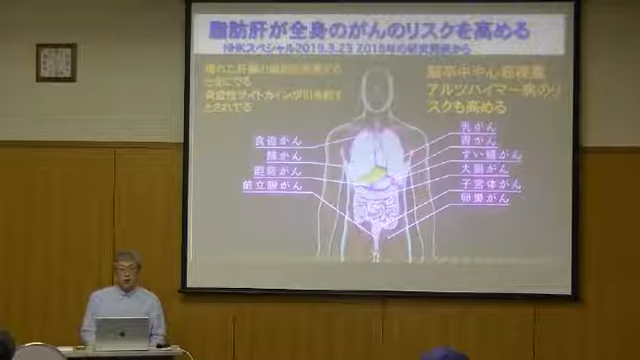 脂肪肝が全身のがんのリスクを高める
NHKスペシャル2019.3.23 2018年の研究発表から
脳卒中や心筋梗塞
アルツハイマー病のリ
スクも高める
食道がん
肺がん
胆管がん
前立腺がん
乳がん
胃がん
すい臓がん
大腸がん
子宮体がん
卵巣がん